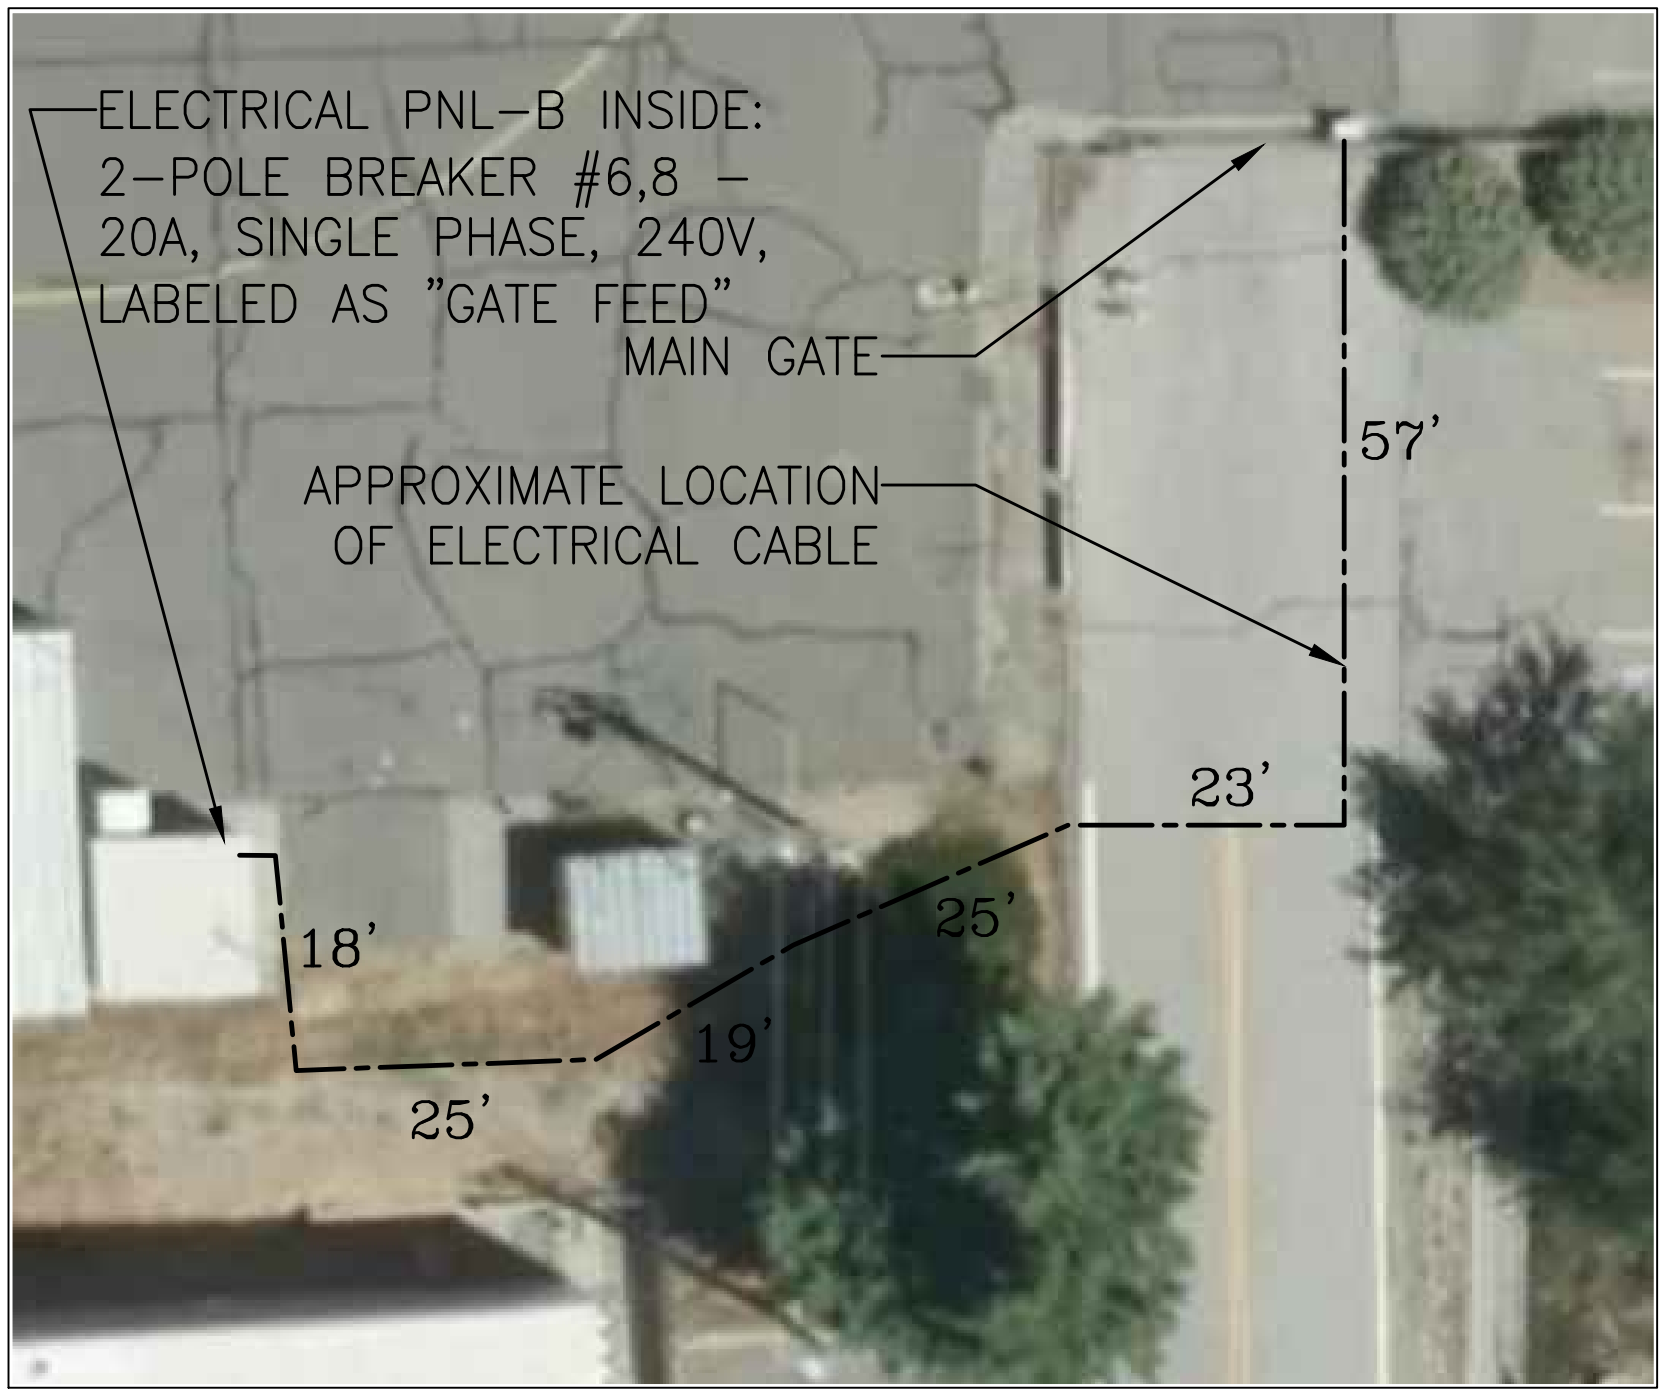 ELECTRICAL PNL-B INSIDE:
2-POLE BREAKER #6,8 -
20A, SINGLE PHASE, 240V,
LABELED AS "GATE FEED"
MAIN GATE
APPROXIMATE LOCATION
OF ELECTRICAL CABLE
57'
23'
25'
19'
18'
25'